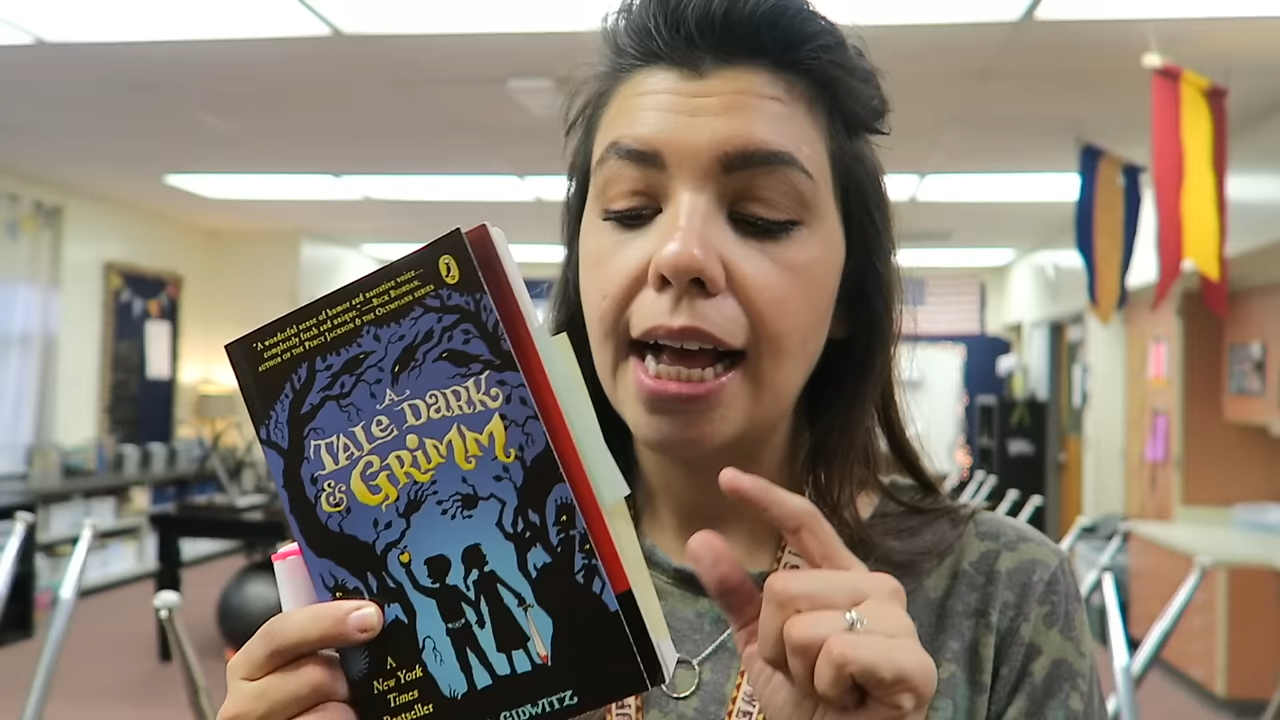 "A wonderful sense of humor and narrative voice...
completely fresh and unique." —RICK RIORDAN,
AUTHOR OF THE PERCY JACKSON & THE OLYMPIANS SERIES
A
TALE DARK
& GRIMM
A
New York
Times
Bestseller
GIDWITZ